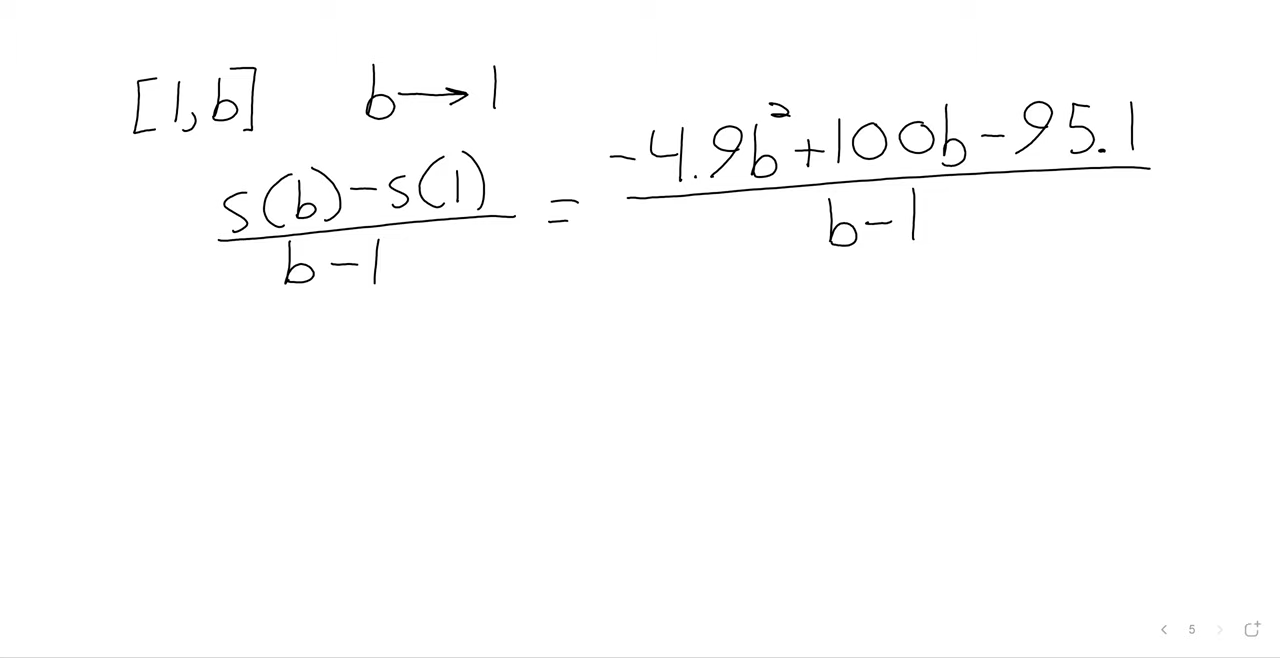 [1, b] b → 1
s(b) - s(1) / b - 1 = -4.9b² + 100b - 95.1 / b - 1
5